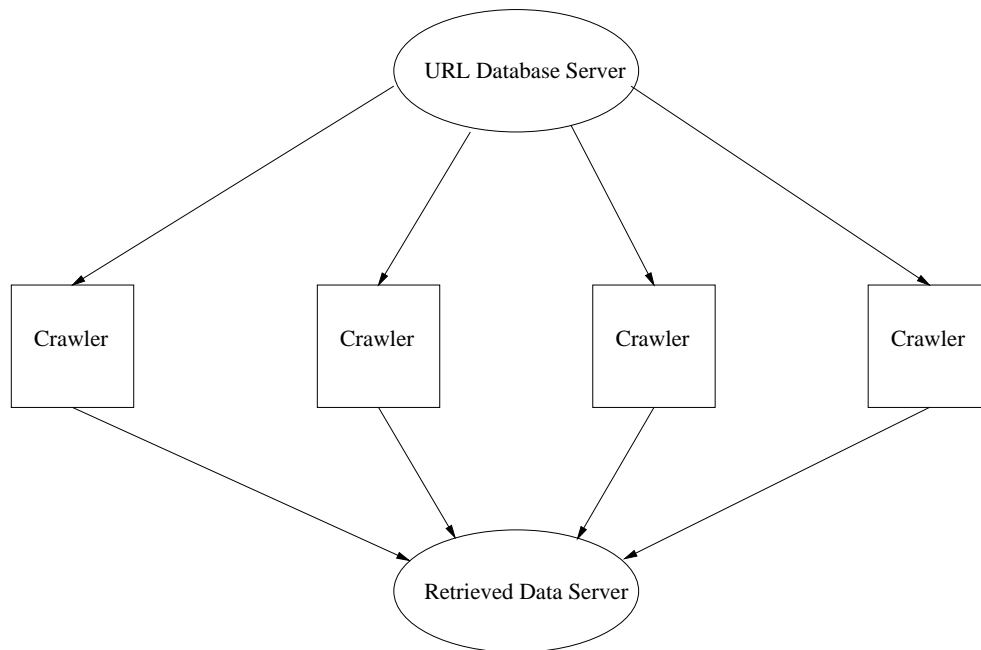 URL Database Server
Crawler
Crawler
Crawler
Crawler
Retrieved Data Server